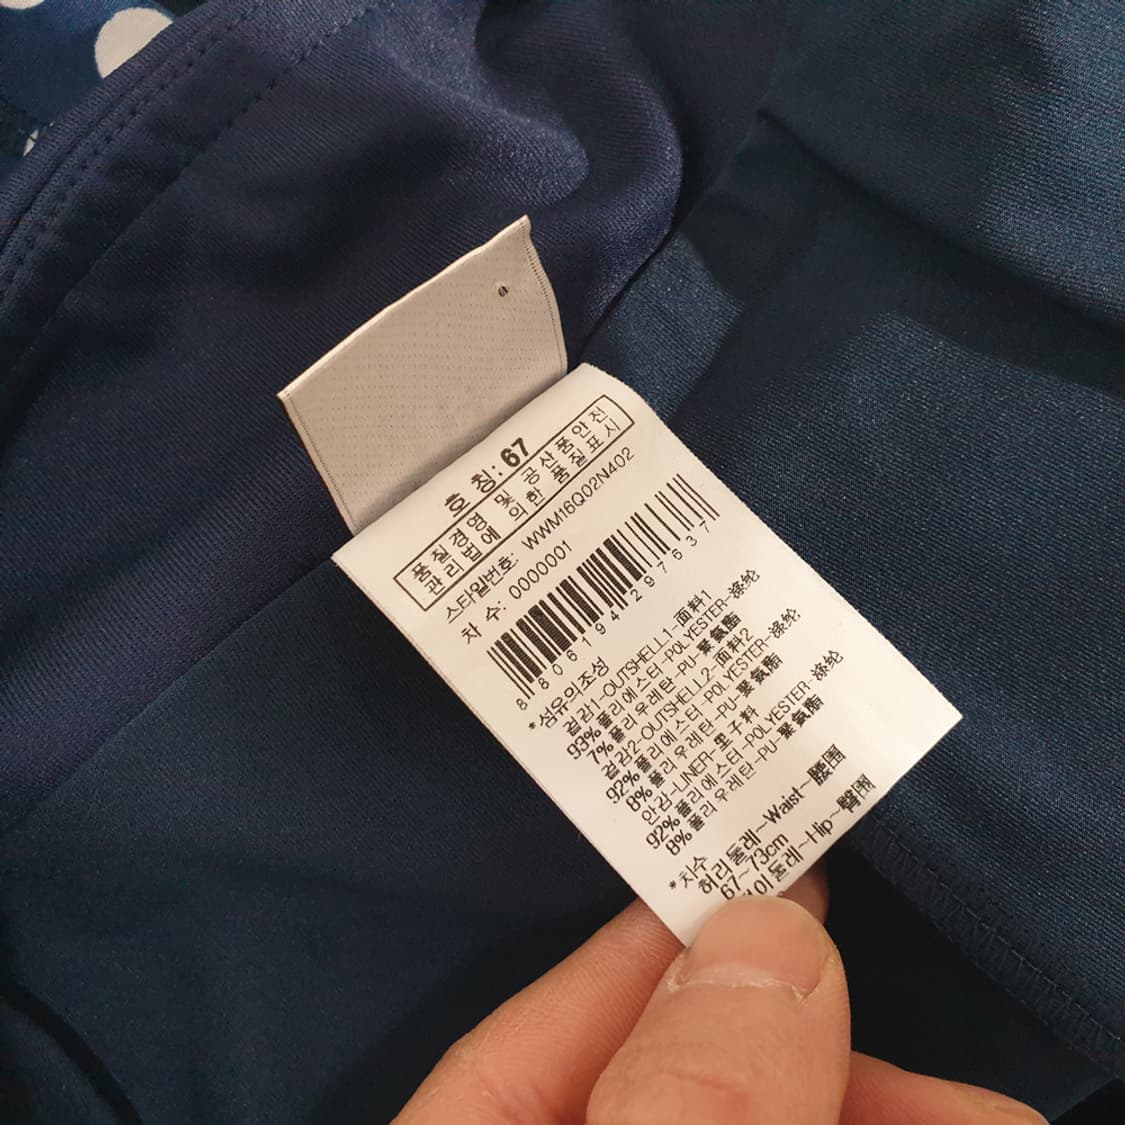 호 칭: 67
품질경영 및 공산품안전
관리법에 의한 품질표시
스타일번호: WWM16Q02N402
차 수: 0000001
8806194297637
*섬유의조성
겉감1-OUTSHELL1-面料1
93% 폴리에스터-POLYESTER-涤纶
7% 폴리우레탄-PU-聚氨酯
겉감2-OUTSHELL2-面料2
92% 폴리에스터-POLYESTER-涤纶
8% 폴리우레탄-PU-聚氨酯
안감-LINER-里子料
92% 폴리에스터-POLYESTER-涤纶
8% 폴리우레탄-PU-聚氨酯
*치수
허리둘레~Waist~腰围
67~73cm
둘레~Hip~臀围